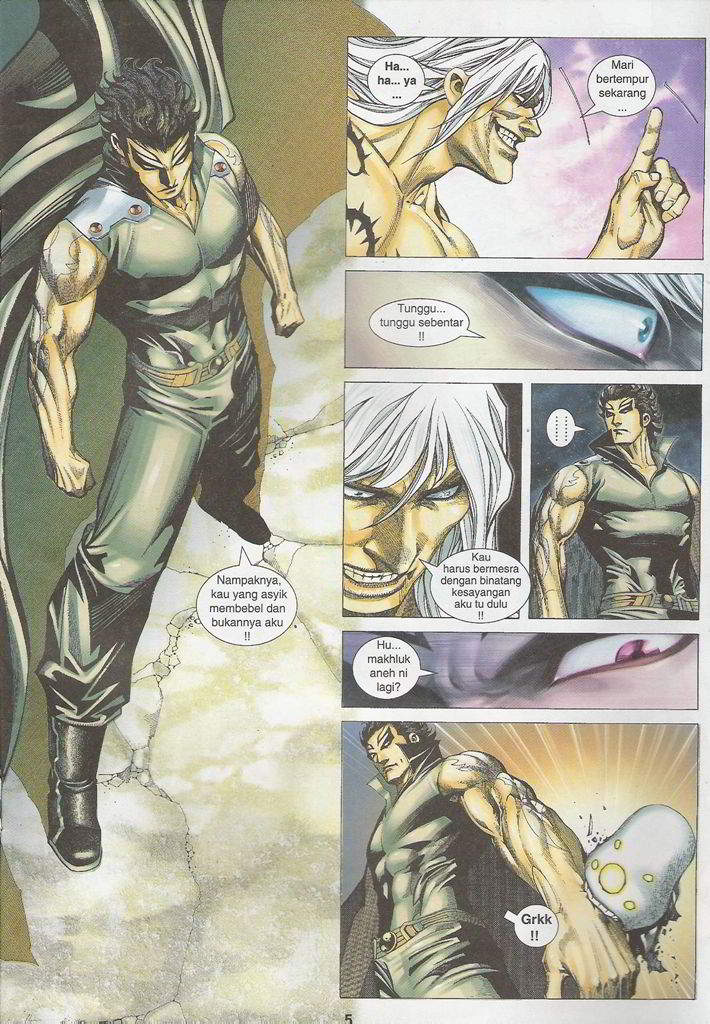 Nampaknya,
kau yang asyik
membebel dan
bukannya aku
!!
Ha...
ha... ya
...
Mari
bertempur
sekarang
...
Tunggu...
tunggu sebentar
!!
Kau
harus bermesra
dengan binatang
kesayangan
aku tu dulu
!!
Hu...
makhluk
aneh ni
lagi?
Grkk
!!
5